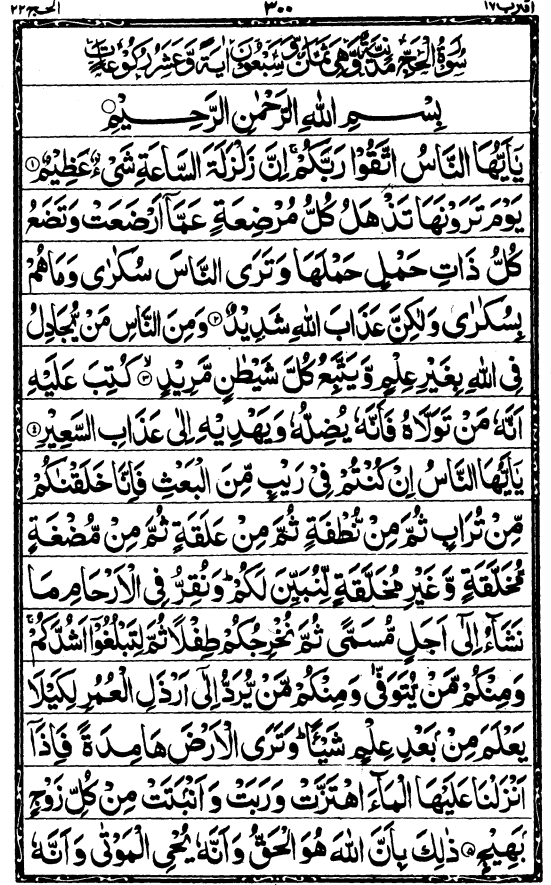 اقترب ١٧ ٣٠٠ الحج ٢٢
سُوْرَةُ الْحَجِّ مَدَنِيَّةٌ وَّهِيَ ثَمَانٌ وَّسَبْعُوْنَ اٰيَةً وَّعَشْرُ رُكُوْعَاتٍ
بِسْمِ اللّٰهِ الرَّحْمٰنِ الرَّحِيْمِ ○
يٰۤاَيُّهَا النَّاسُ اتَّقُوْا رَبَّكُمْ ۚ اِنَّ زَلْزَلَةَ السَّاعَةِ شَيْءٌ عَظِيْمٌ ١
يَوْمَ تَرَوْنَهَا تَذْهَلُ كُلُّ مُرْضِعَةٍ عَمَّاۤ اَرْضَعَتْ وَتَضَعُ
كُلُّ ذَاتِ حَمْلٍ حَمْلَهَا وَتَرَى النَّاسَ سُكٰرٰى وَمَا هُمْ
بِسُكٰرٰى وَلٰكِنَّ عَذَابَ اللّٰهِ شَدِيْدٌ ٢ وَمِنَ النَّاسِ مَنْ يُّجَادِلُ
فِي اللّٰهِ بِغَيْرِ عِلْمٍ وَّيَتَّبِعُ كُلَّ شَيْطٰنٍ مَّرِيْدٍ ٣ ۙ كُتِبَ عَلَيْهِ
اَنَّهٗ مَنْ تَوَلَّاهُ فَاَنَّهٗ يُضِلُّهٗ وَيَهْدِيْهِ اِلٰى عَذَابِ السَّعِيْرِ ٤
يٰۤاَيُّهَا النَّاسُ اِنْ كُنْتُمْ فِيْ رَيْبٍ مِّنَ الْبَعْثِ فَاِنَّا خَلَقْنٰكُمْ
مِّنْ تُرَابٍ ثُمَّ مِنْ نُّطْفَةٍ ثُمَّ مِنْ عَلَقَةٍ ثُمَّ مِنْ مُّضْغَةٍ
مُّخَلَّقَةٍ وَّغَيْرِ مُخَلَّقَةٍ لِّنُبَيِّنَ لَكُمْ ؕ وَنُقِرُّ فِي الْاَرْحَامِ مَا
نَشَآءُ اِلٰۤى اَجَلٍ مُّسَمًّى ثُمَّ نُخْرِجُكُمْ طِفْلًا ثُمَّ لِتَبْلُغُوْۤا اَشُدَّكُمْ ۚ
وَمِنْكُمْ مَّنْ يُّتَوَفّٰى وَمِنْكُمْ مَّنْ يُّرَدُّ اِلٰۤى اَرْذَلِ الْعُمُرِ لِكَيْلَا
يَعْلَمَ مِنْۢ بَعْدِ عِلْمٍ شَيْـًٔا ؕ وَتَرَى الْاَرْضَ هَامِدَةً فَاِذَاۤ
اَنْزَلْنَا عَلَيْهَا الْمَآءَ اهْتَزَّتْ وَرَبَتْ وَاَنْۢبَتَتْ مِنْ كُلِّ زَوْجٍۢ
بَهِيْجٍ ٥ ذٰلِكَ بِاَنَّ اللّٰهَ هُوَ الْحَقُّ وَاَنَّهٗ يُحْيِ الْمَوْتٰى وَاَنَّهٗ